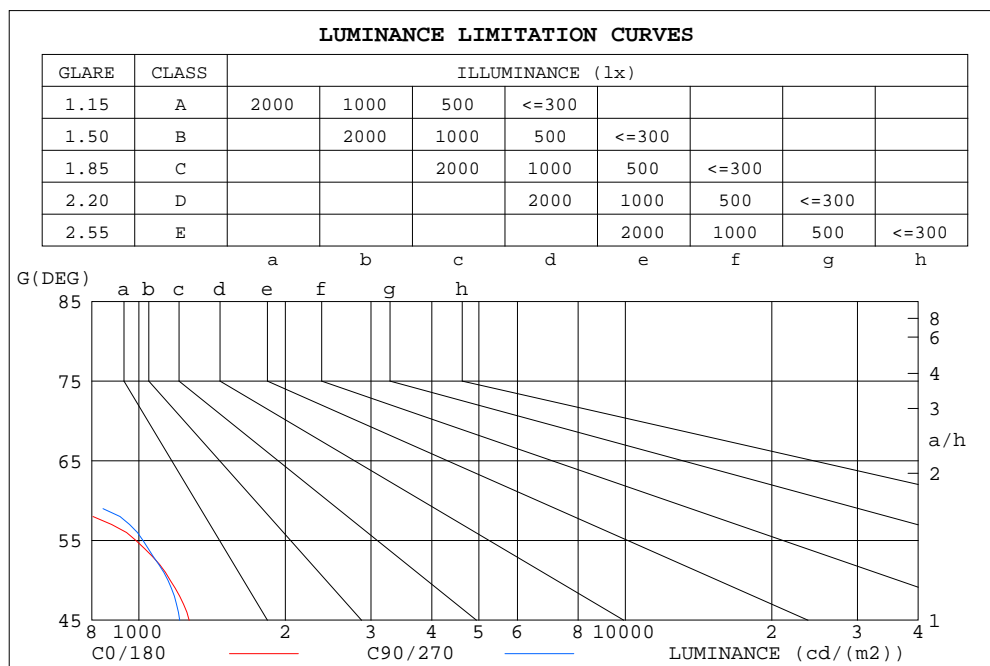 LUMINANCE LIMITATION CURVES
GLARE CLASS ILLUMINANCE (lx)
1.15 A 2000 1000 500 <=300
1.50 B 2000 1000 500 <=300
1.85 C 2000 1000 500 <=300
2.20 D 2000 1000 500 <=300
2.55 E 2000 1000 500 <=300
a b c d e f g h
G(DEG)
a b c d e f g h
85
8
6
75
4
3
a/h
65
2
55
45
1
8 1000 2 3 4 5 6 8 10000 2 3 4
C0/180 C90/270 LUMINANCE (cd/(m2))